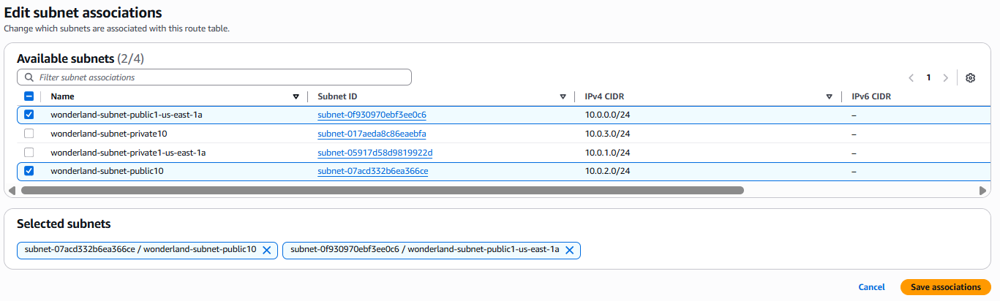 Edit subnet associations
Change which subnets are associated with this route table.
Available subnets (2/4)
Filter subnet associations
1
Name Subnet ID IPv4 CIDR IPv6 CIDR
wonderland-subnet-public1-us-east-1a subnet-0f930970ebf3ee0c6 10.0.0.0/24 –
wonderland-subnet-private10 subnet-017aeda8c86eaebfa 10.0.3.0/24 –
wonderland-subnet-private1-us-east-1a subnet-05917d58d9819922d 10.0.1.0/24 –
wonderland-subnet-public10 subnet-07acd332b6ea366ce 10.0.2.0/24 –
Selected subnets
subnet-07acd332b6ea366ce / wonderland-subnet-public10 subnet-0f930970ebf3ee0c6 / wonderland-subnet-public1-us-east-1a
Cancel Save associations